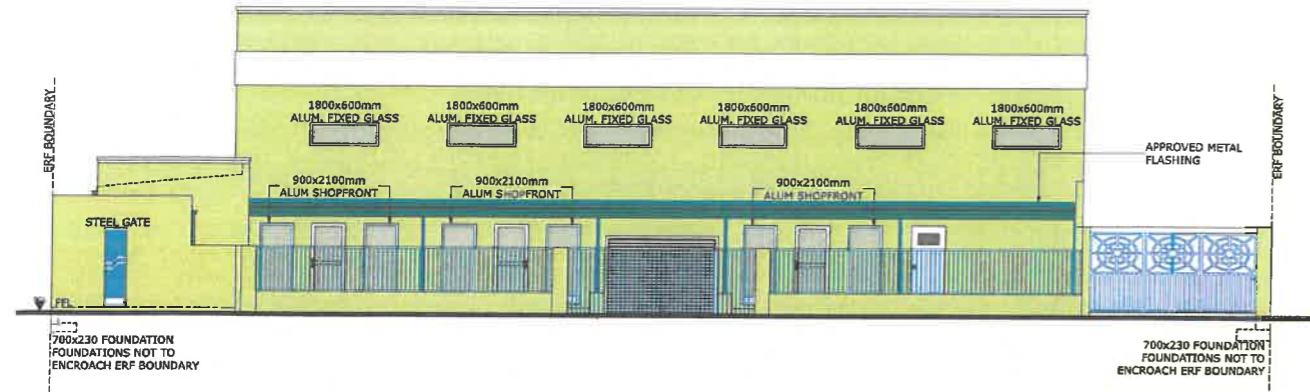 1800x600mm
ALUM. FIXED GLASS
1800x600mm
ALUM. FIXED GLASS
1800x600mm
ALUM. FIXED GLASS
1800x600mm
ALUM. FIXED GLASS
1800x600mm
ALUM. FIXED GLASS
1800x600mm
ALUM. FIXED GLASS
ERF BOUNDARY
ERF BOUNDARY
APPROVED METAL
FLASHING
900x2100mm
ALUM SHOPFRONT
900x2100mm
ALUM SHOPFRONT
900x2100mm
ALUM SHOPFRONT
STEEL GATE
FFL
700x230 FOUNDATION
FOUNDATIONS NOT TO
ENCROACH ERF BOUNDARY
700x230 FOUNDATION
FOUNDATIONS NOT TO
ENCROACH ERF BOUNDARY